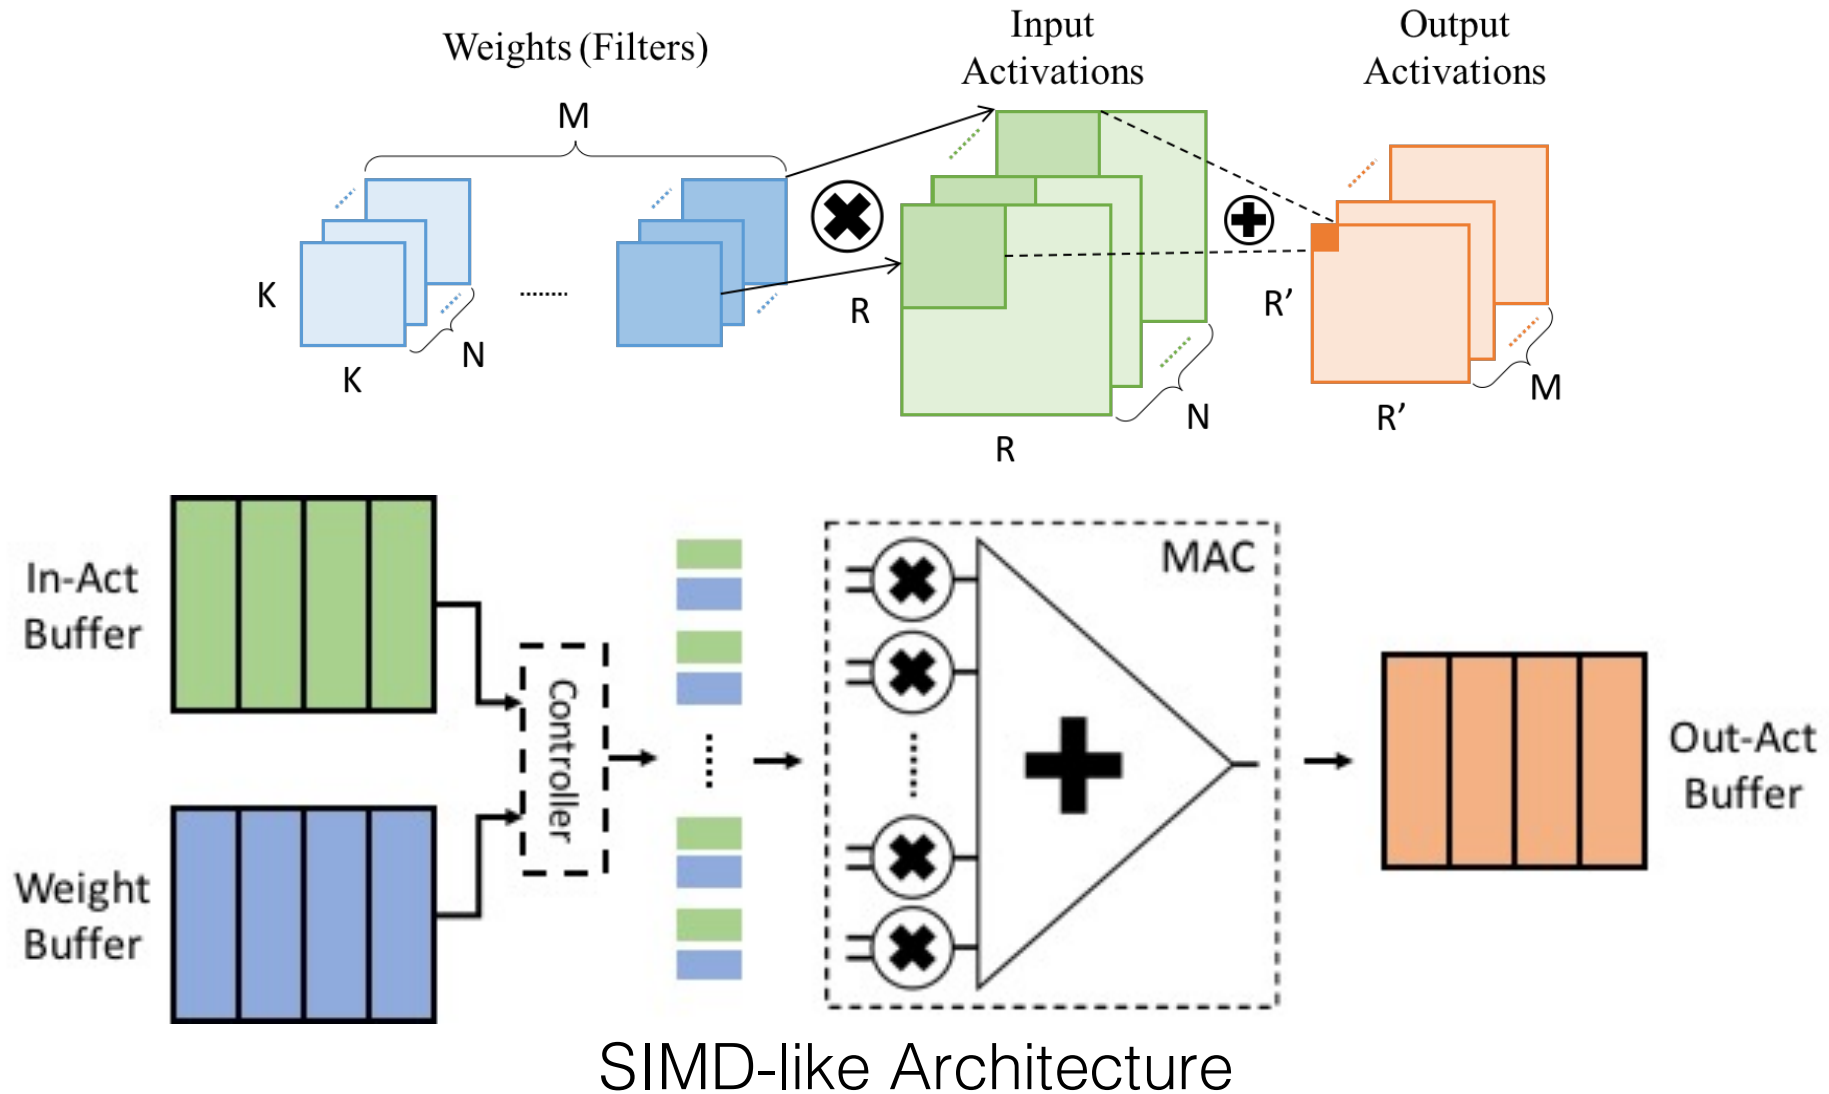 Weights (Filters)
Input
Activations
Output
Activations
M
K
K
N
R
R
N
R’
R’
M
In-Act
Buffer
Weight
Buffer
Controller
MAC
Out-Act
Buffer
SIMD-like Architecture